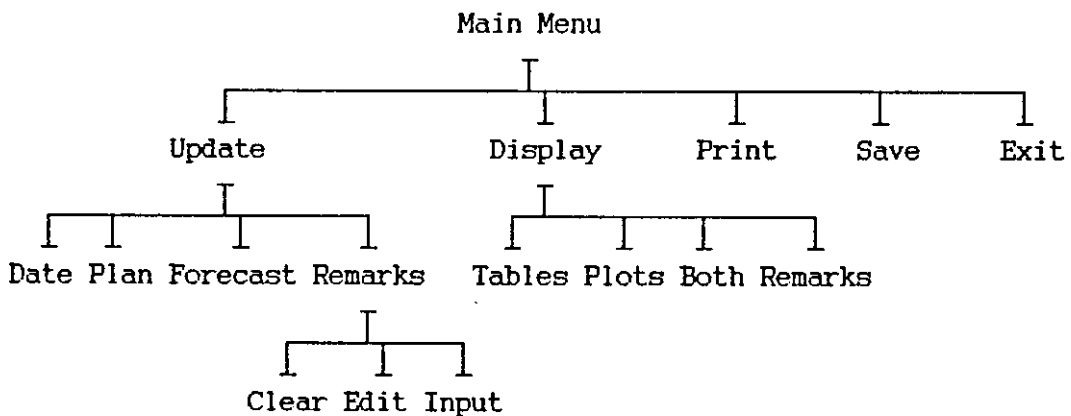 Main Menu
Update Display Print Save Exit
Date Plan Forecast Remarks Tables Plots Both Remarks
Clear Edit Input